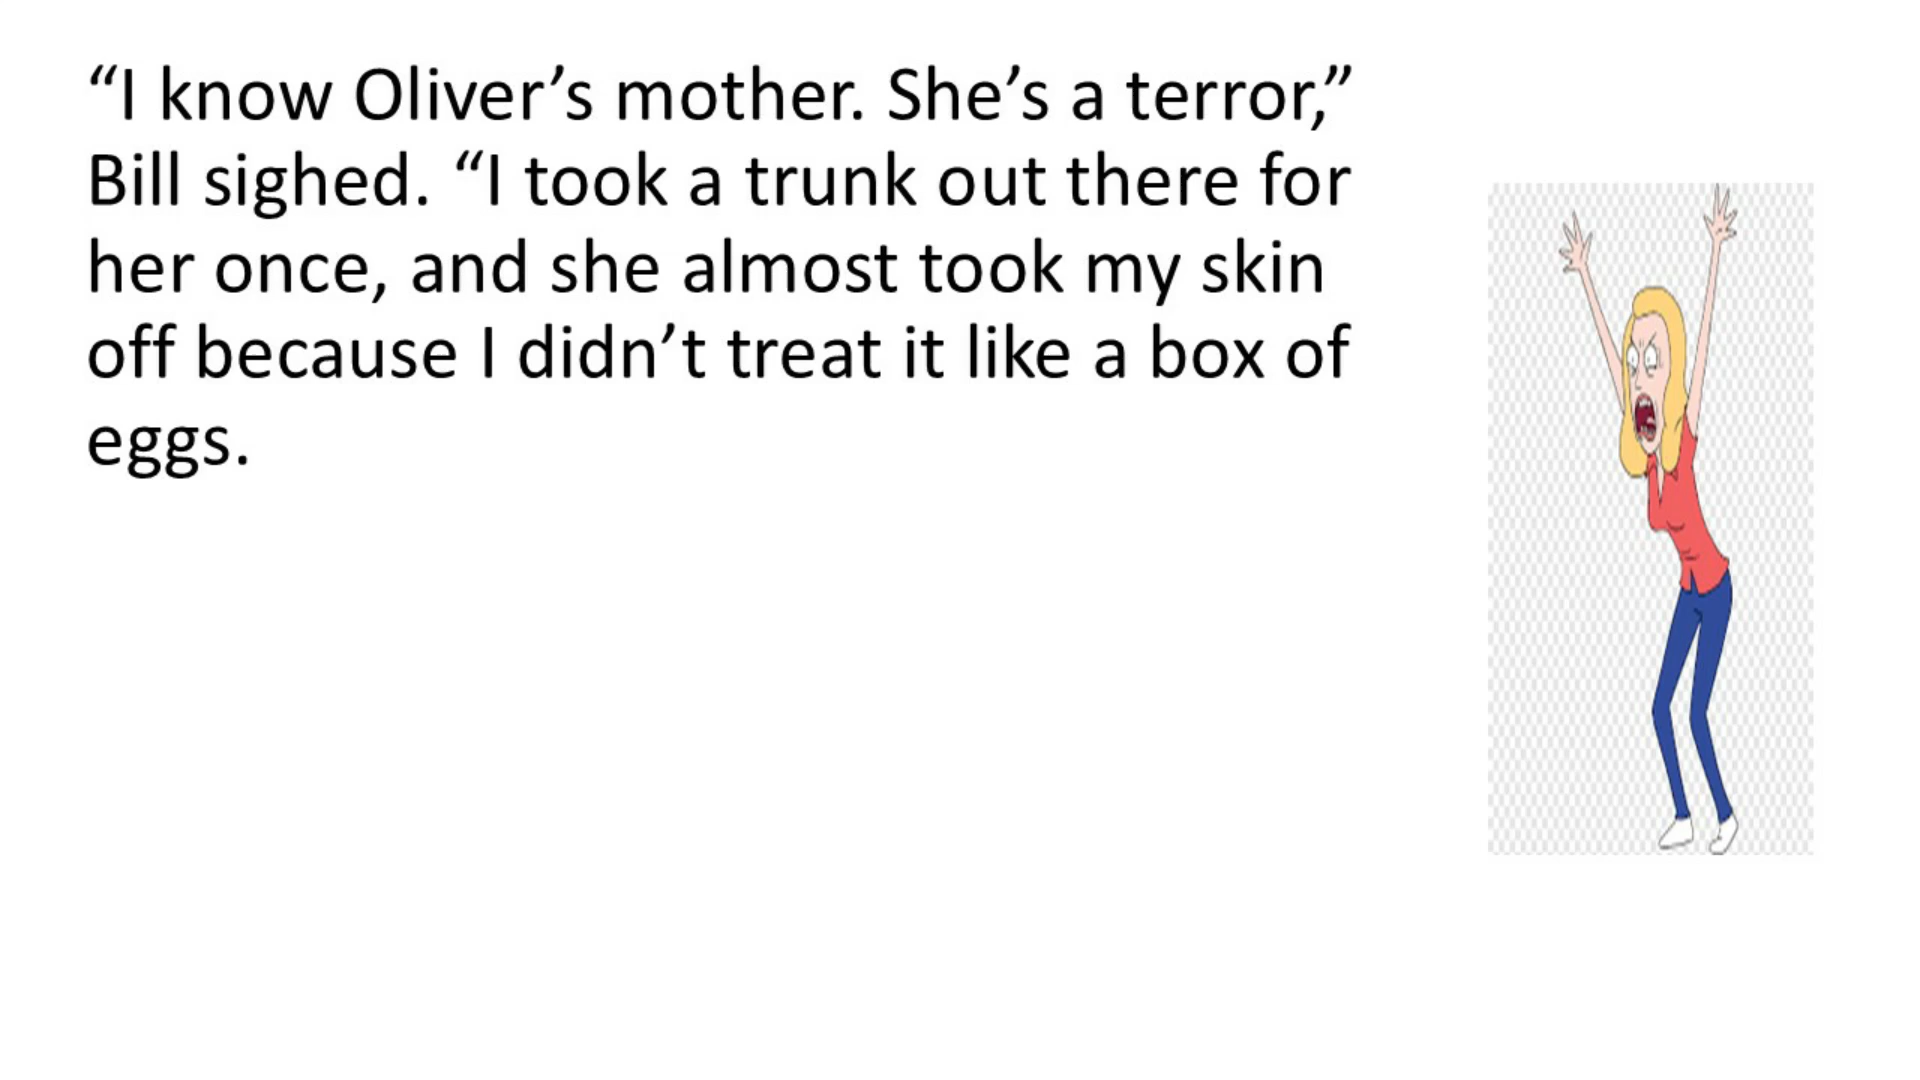 “I know Oliver’s mother. She’s a terror,”
Bill sighed. “I took a trunk out there for
her once, and she almost took my skin
off because I didn’t treat it like a box of
eggs.